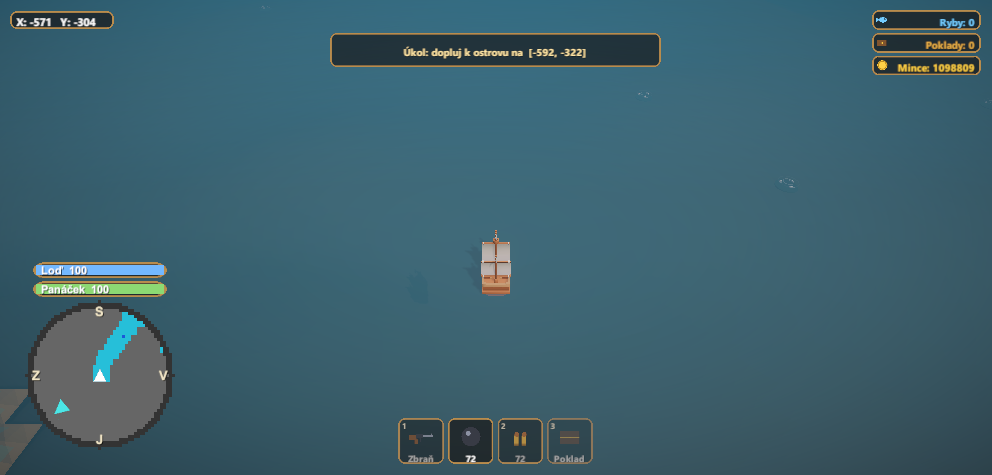 X: -571 Y: -304
Úkol: dopluj k ostrovu na [-592, -322]
Ryby: 0
Poklady: 0
Mince: 1098809
Loď 100
Panáček 100
S
Z
V
J
1
Zbraň
72
2
72
3
Poklad